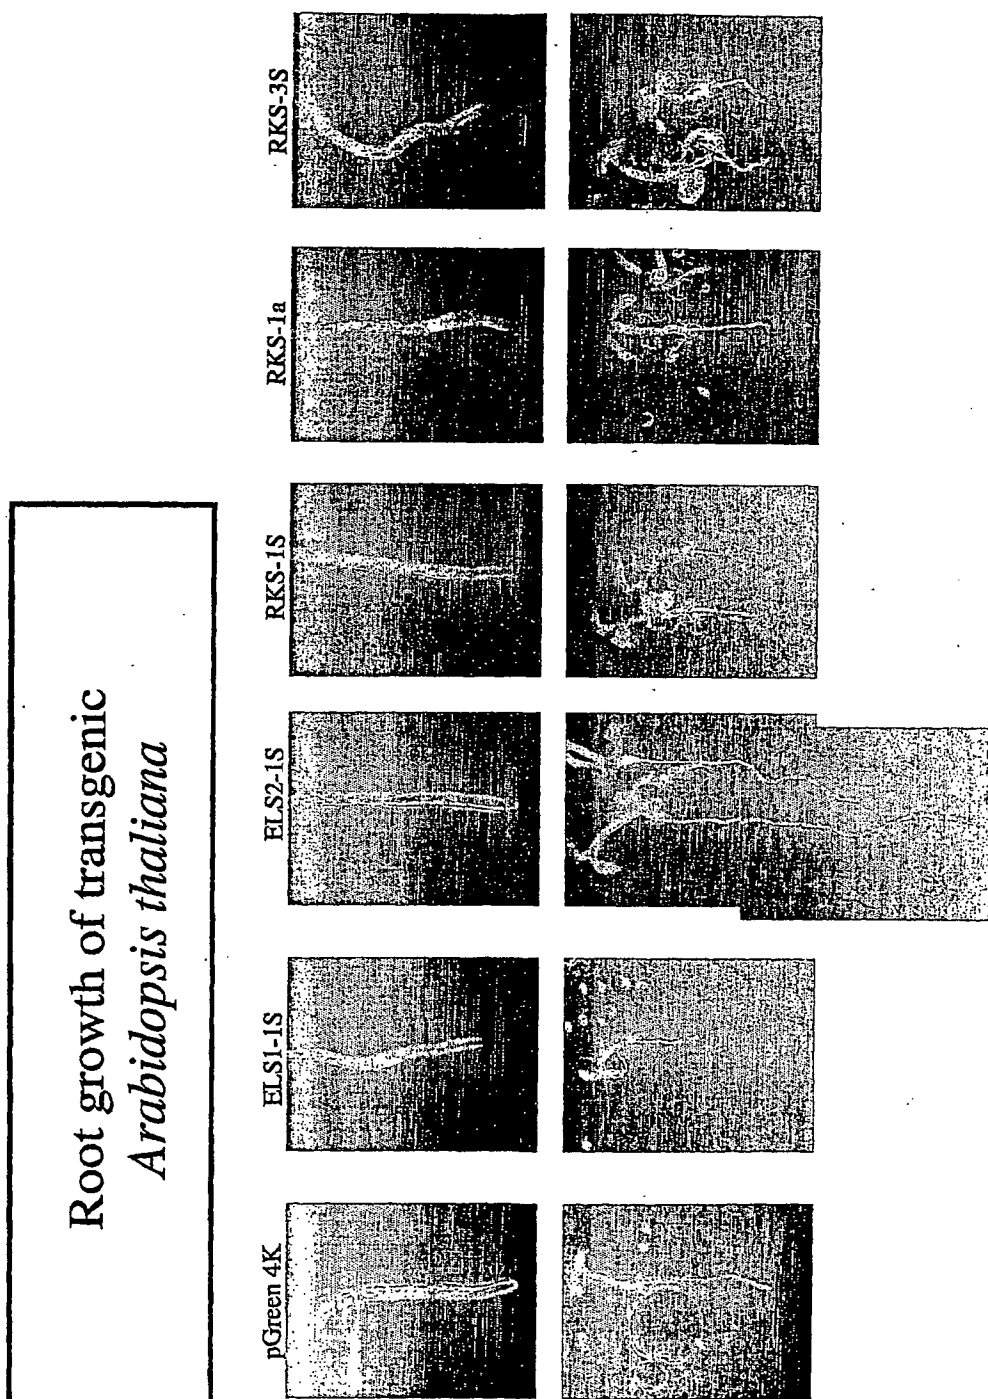 Root growth of transgenic
Arabidopsis thaliana
pGreen 4K
ELS1-1S
ELS2-1S
RKS-1S
RKS-1a
RKS-3S